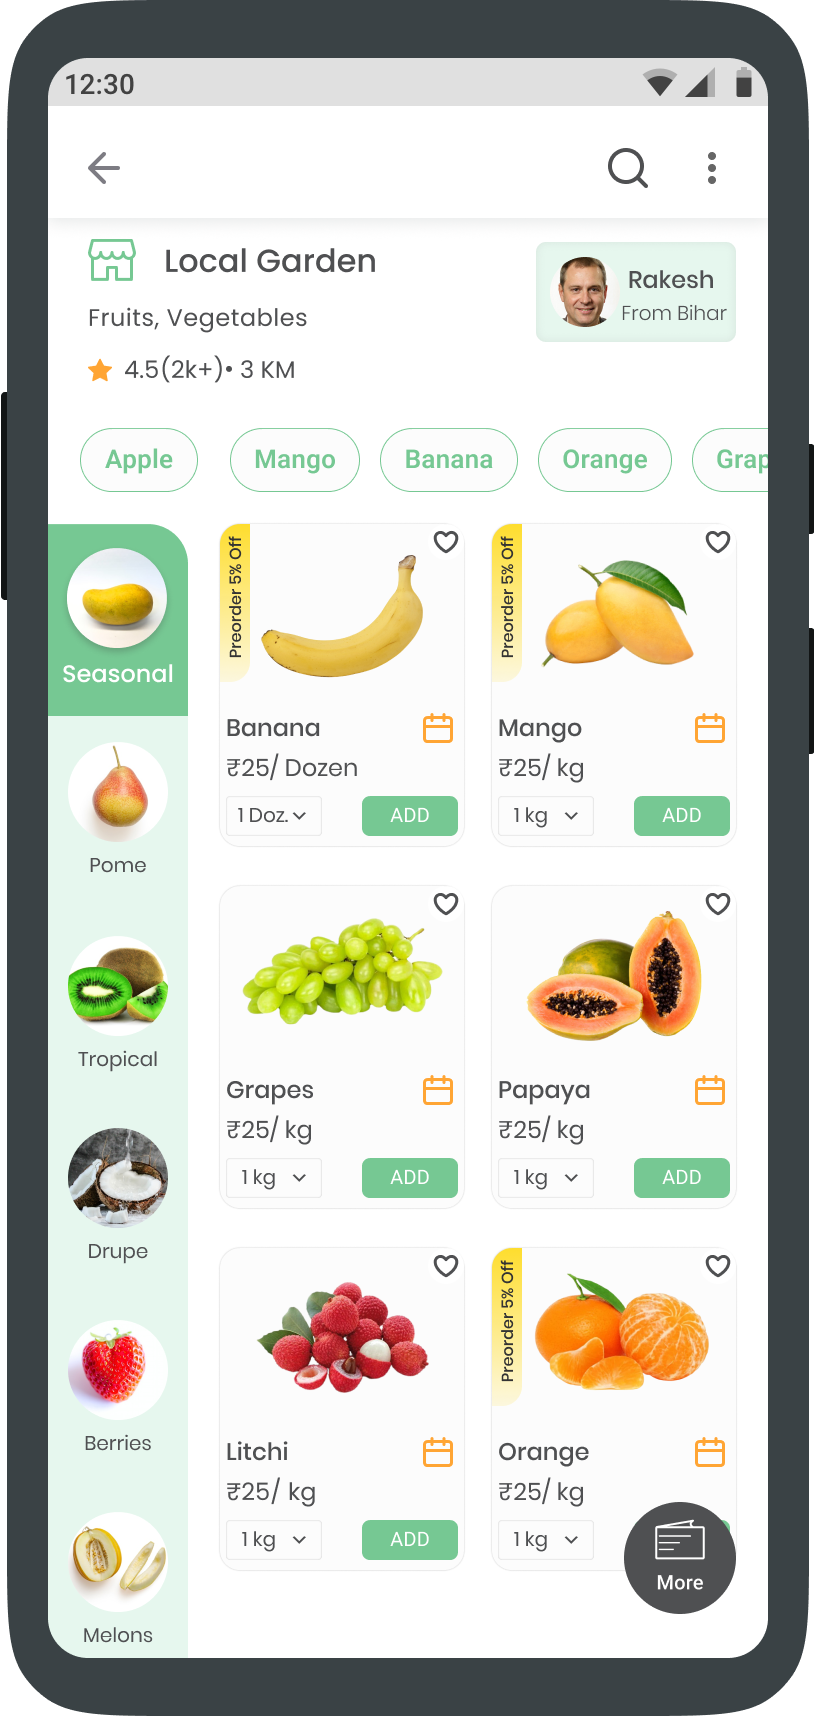 12:30
Local Garden
Rakesh
From Bihar
Fruits, Vegetables
4.5(2k+)• 3 KM
Apple
Mango
Banana
Orange
Grap
Seasonal
Pome
Tropical
Drupe
Berries
Melons
Preorder 5% Off
Banana
₹25/ Dozen
1 Doz.
ADD
Preorder 5% Off
Mango
₹25/ kg
1 kg
ADD
Grapes
₹25/ kg
1 kg
ADD
Papaya
₹25/ kg
1 kg
ADD
Litchi
₹25/ kg
1 kg
ADD
Preorder 5% Off
Orange
₹25/ kg
1 kg
More